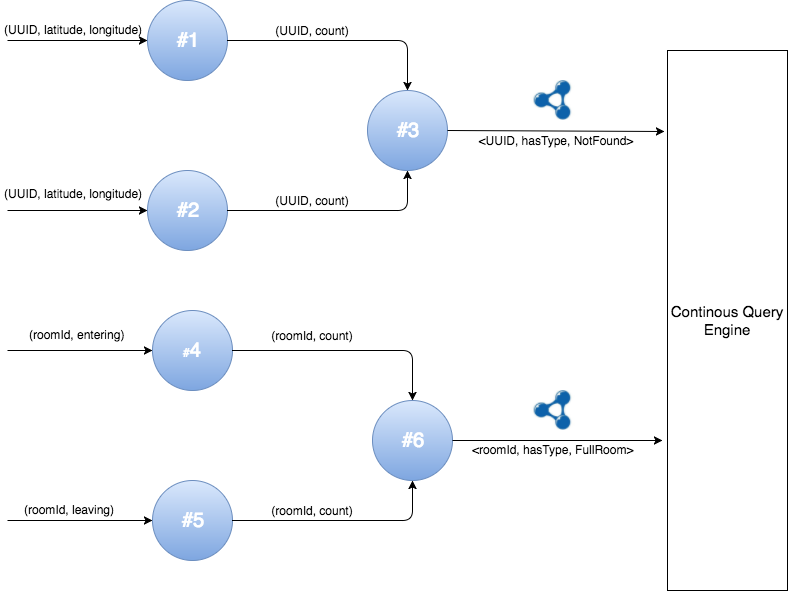 (UUID, latitude, longitude)
#1
(UUID, count)
#3
<UUID, hasType, NotFound>
(UUID, latitude, longitude)
#2
(UUID, count)
Continous Query
Engine
(roomId, entering)
#4
(roomId, count)
#6
<roomId, hasType, FullRoom>
(roomId, leaving)
#5
(roomId, count)